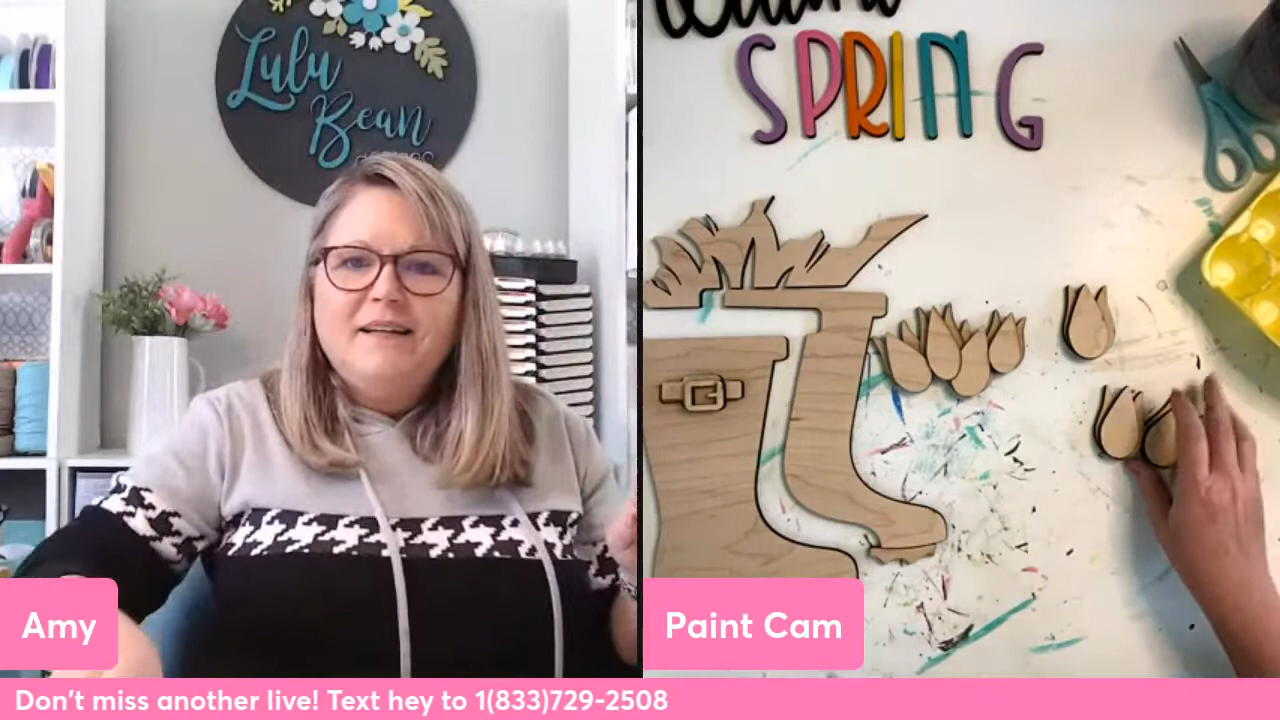 Lulu
Bean
SPRING
Amy
Paint Cam
Don't miss another live! Text hey to 1(833)729-2508